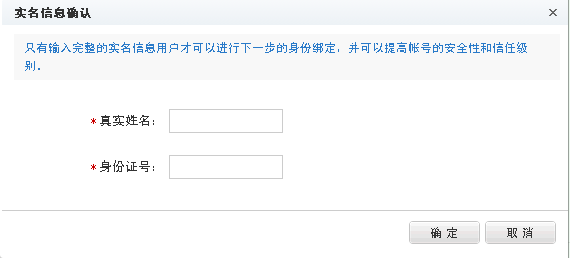 实名信息确认
只有输入完整的实名信息用户才可以进行下一步的身份绑定，并可以提高帐号的安全性和信任级
别。
*真实姓名：
*身份证号：
确 定 取 消